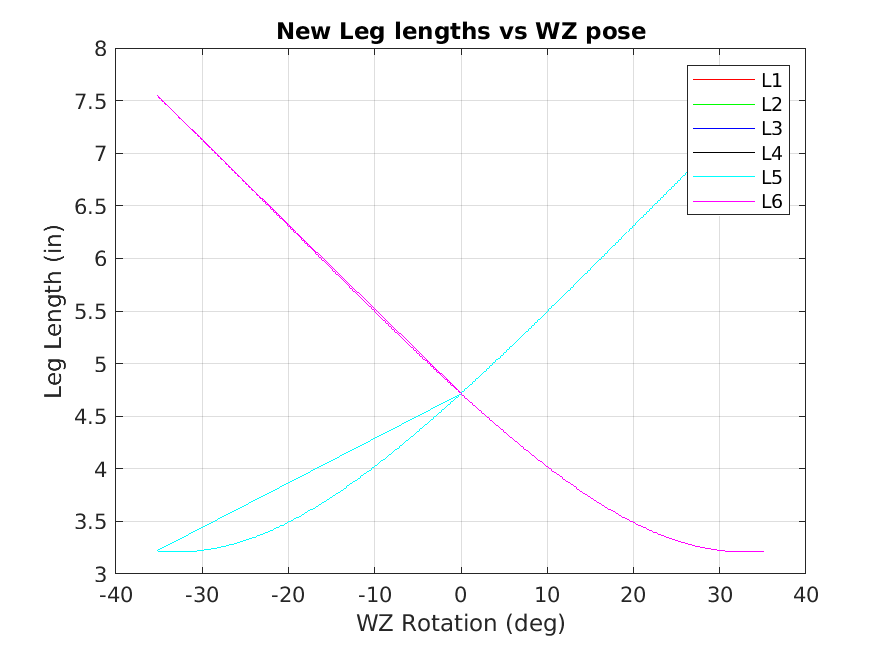 New Leg lengths vs WZ pose
8
7.5
7
6.5
6
5.5
5
4.5
4
3.5
3
Leg Length (in)
L1
L2
L3
L4
L5
L6
-40 -30 -20 -10 0 10 20 30 40
WZ Rotation (deg)